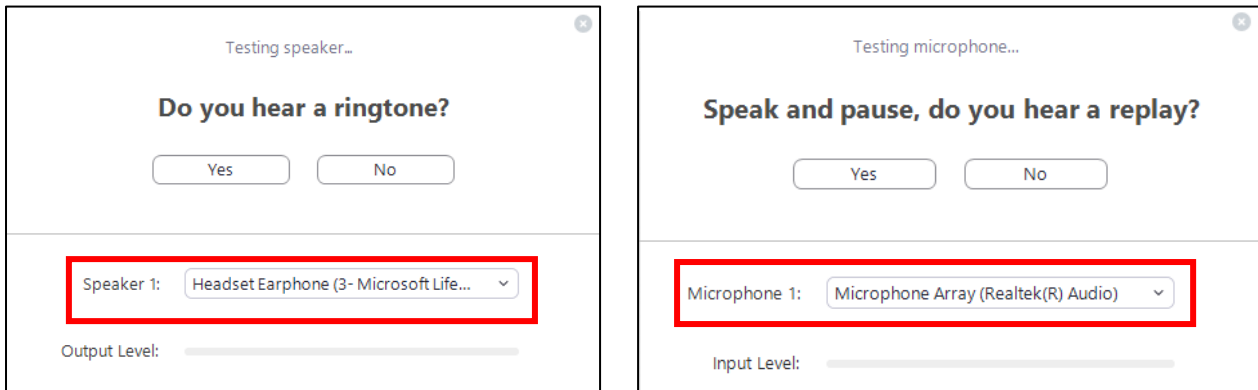 Testing speaker...
Do you hear a ringtone?
Yes No
Speaker 1: Headset Earphone (3- Microsoft Life...
Output Level:
Testing microphone...
Speak and pause, do you hear a replay?
Yes No
Microphone 1: Microphone Array (Realtek(R) Audio)
Input Level: